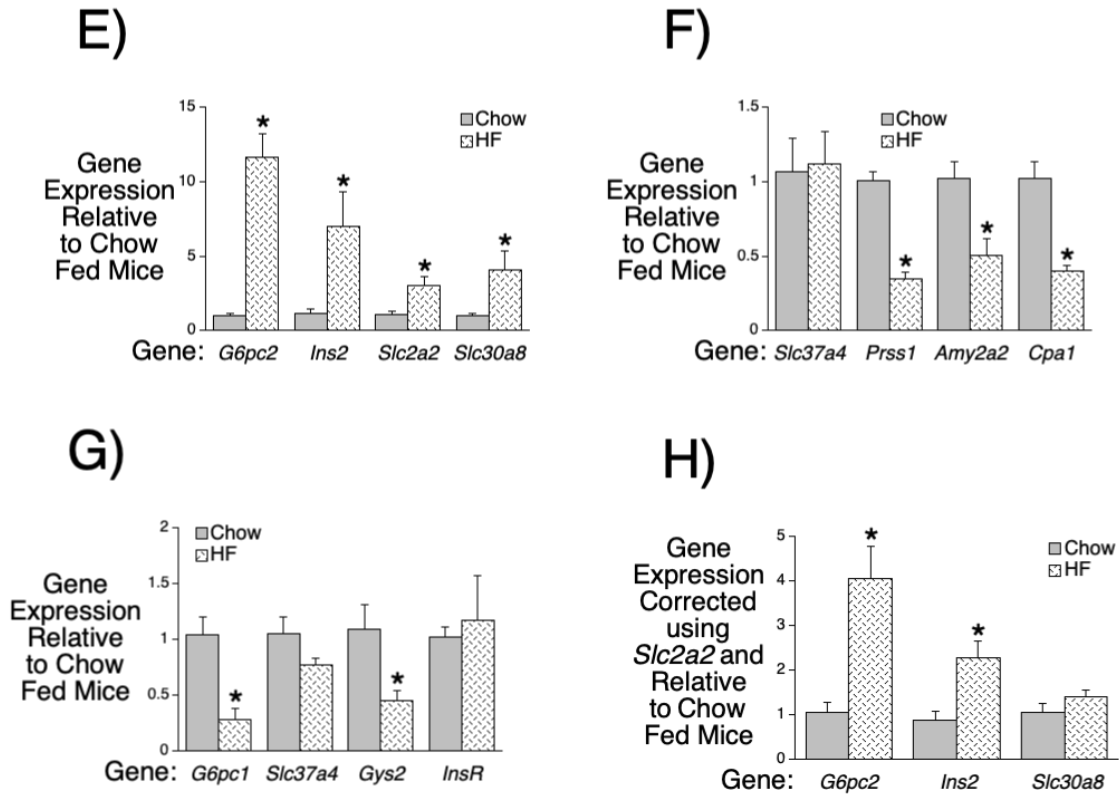 E)
15
10
5
0
Chow
HF
*
*
*
*
Gene
Expression
Relative
to Chow
Fed Mice
Gene: G6pc2 Ins2 Slc2a2 Slc30a8
F)
1.5
1
0.5
0
Chow
HF
*
*
*
Gene
Expression
Relative
to Chow
Fed Mice
Gene: Slc37a4 Prss1 Amy2a2 Cpa1
G)
2
1.5
1
0.5
0
Chow
HF
*
*
Gene
Expression
Relative
to Chow
Fed Mice
Gene: G6pc1 Slc37a4 Gys2 InsR
H)
5
4
3
2
1
0
Chow
HF
*
*
Gene
Expression
Corrected
using
Slc2a2 and
Relative
to Chow
Fed Mice
Gene: G6pc2 Ins2 Slc30a8